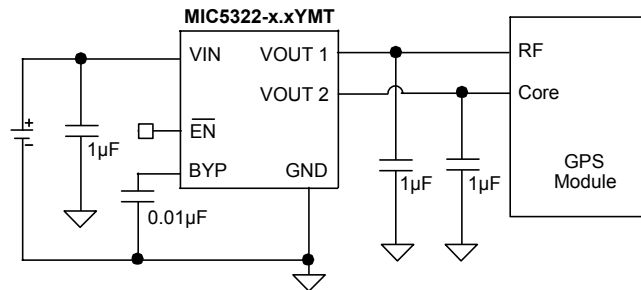 MIC5322-x.xYMT
VIN
VOUT 1
RF
VOUT 2
Core
+
-
EN
1µF
BYP
GND
0.01µF
1µF
1µF
GPS
Module